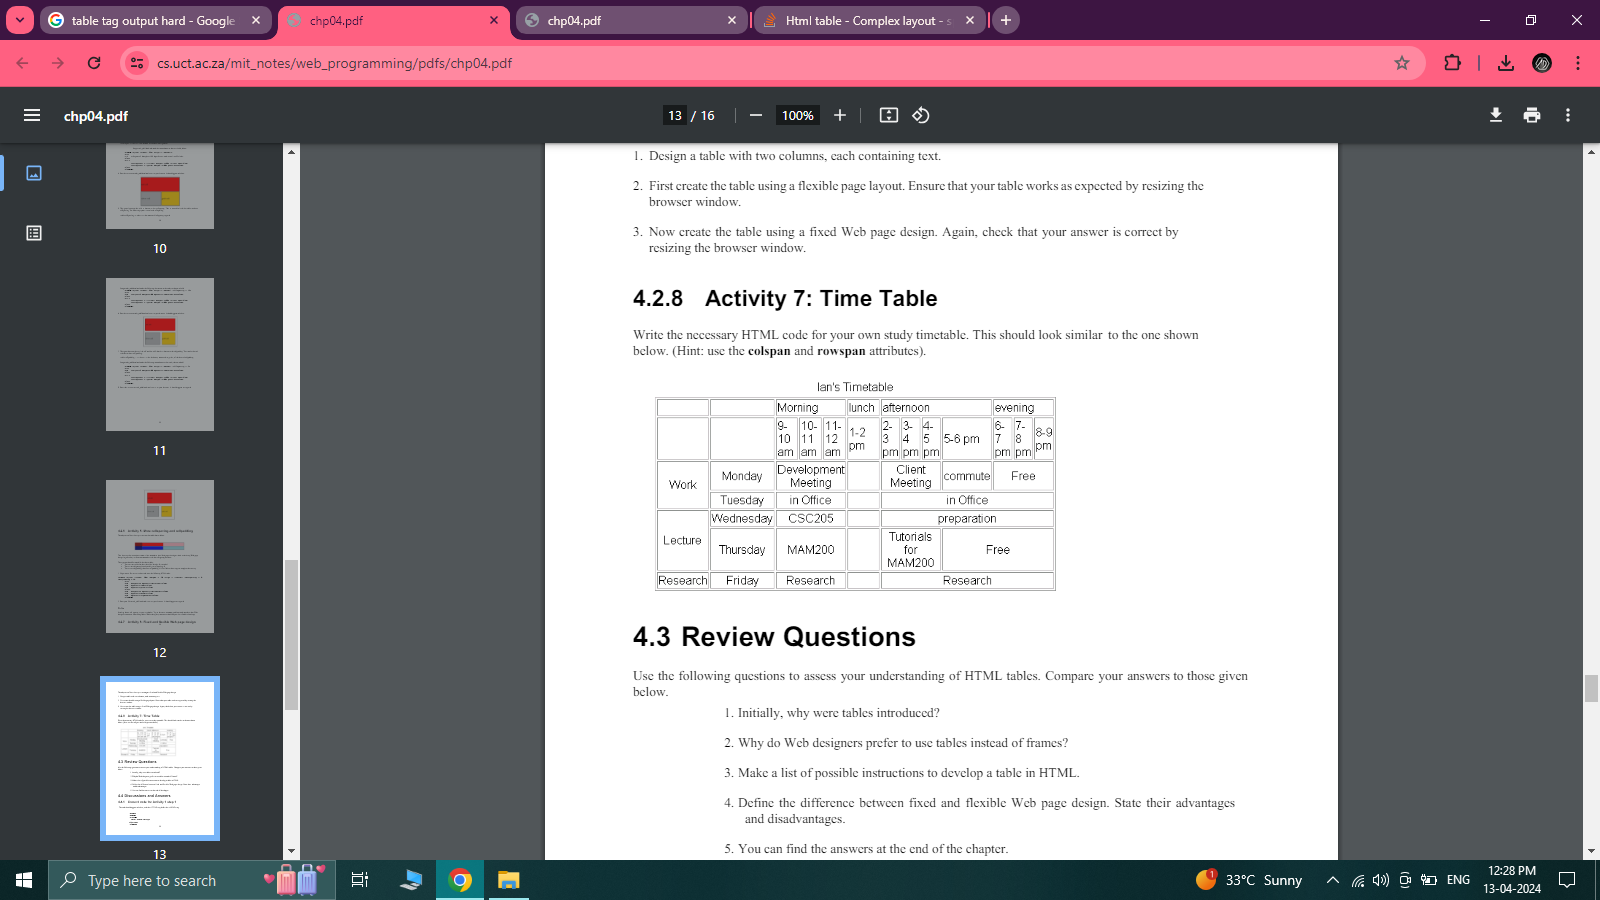 table tag output hard - Google
chp04.pdf
chp04.pdf
Html table - Complex layout - s
cs.uct.ac.za/mit_notes/web_programming/pdfs/chp04.pdf
chp04.pdf
13 / 16
100%
10
11
12
13
1. Design a table with two columns, each containing text.
2. First create the table using a flexible page layout. Ensure that your table works as expected by resizing the
browser window.
3. Now create the table using a fixed Web page design. Again, check that your answer is correct by
resizing the browser window.
4.2.8 Activity 7: Time Table
Write the necessary HTML code for your own study timetable. This should look similar to the one shown
below. (Hint: use the colspan and rowspan attributes).
Ian's Timetable
Morning lunch afternoon evening
9-10 am 10-11 am 11-12 am 1-2 pm 2-3 pm 3-4 pm 4-5 pm 5-6 pm 6-7 pm 7-8 pm 8-9 pm
Work Monday Development Meeting Client Meeting commute Free
Tuesday in Office in Office
Lecture Wednesday CSC205 preparation
Thursday MAM200 Tutorials for MAM200 Free
Research Friday Research Research
4.3 Review Questions
Use the following questions to assess your understanding of HTML tables. Compare your answers to those given
below.
1. Initially, why were tables introduced?
2. Why do Web designers prefer to use tables instead of frames?
3. Make a list of possible instructions to develop a table in HTML.
4. Define the difference between fixed and flexible Web page design. State their advantages
and disadvantages.
5. You can find the answers at the end of the chapter.
Type here to search
1
33°C Sunny
ENG
12:28 PM
13-04-2024